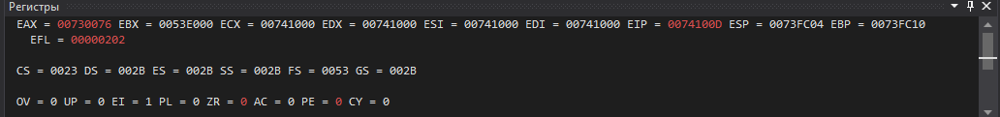 Регистры
EAX = 00730076 EBX = 0053E000 ECX = 00741000 EDX = 00741000 ESI = 00741000 EDI = 00741000 EIP = 0074100D ESP = 0073FC04 EBP = 0073FC10
EFL = 00000202
CS = 0023 DS = 002B ES = 002B SS = 002B FS = 0053 GS = 002B
OV = 0 UP = 0 EI = 1 PL = 0 ZR = 0 AC = 0 PE = 0 CY = 0